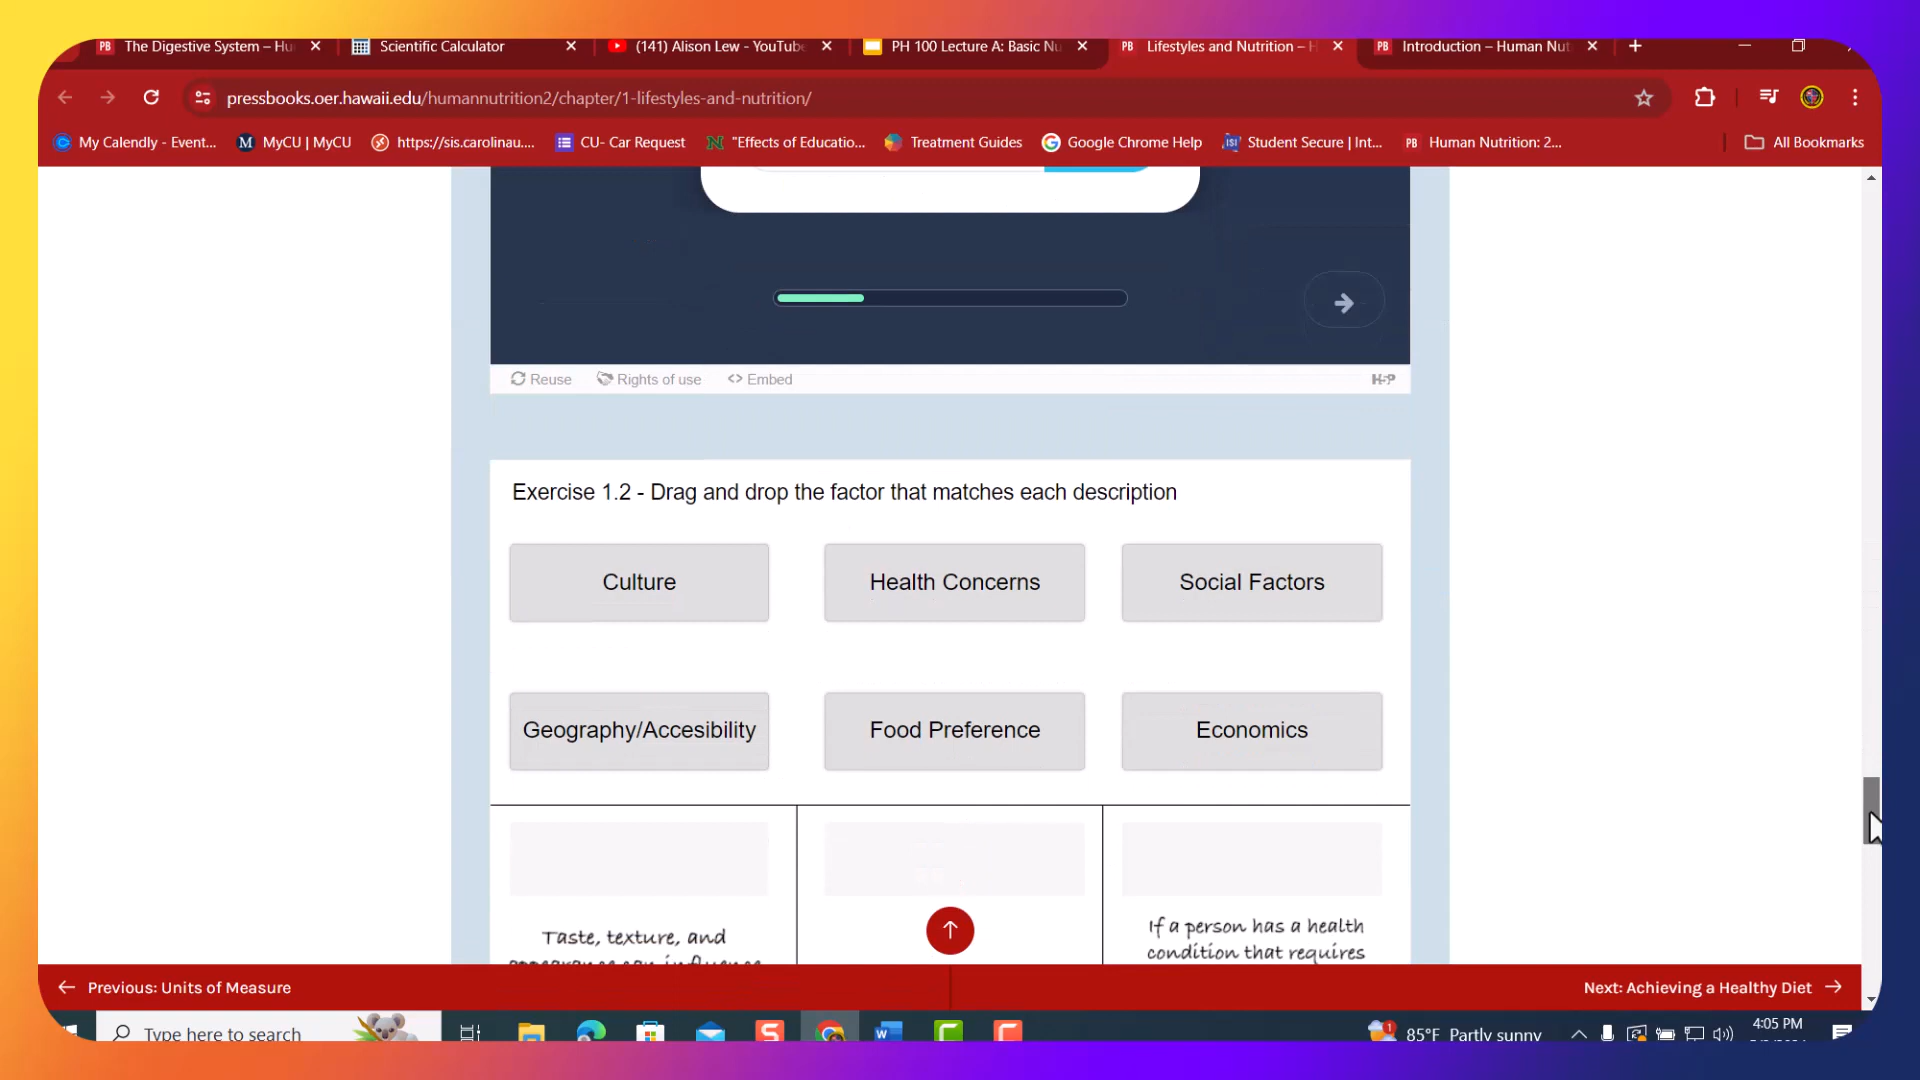 The Digestive System – Hu
Scientific Calculator
(141) Alison Lew - YouTube
PH 100 Lecture A: Basic Nu
Lifestyles and Nutrition – H
Introduction – Human Nut
pressbooks.oer.hawaii.edu/humannutrition2/chapter/1-lifestyles-and-nutrition/
My Calendly - Event...
MyCU | MyCU
https://sis.carolinau....
CU- Car Request
"Effects of Educatio...
Treatment Guides
Google Chrome Help
Student Secure | Int...
Human Nutrition: 2...
All Bookmarks
Reuse
Rights of use
<> Embed
H5P
Exercise 1.2 - Drag and drop the factor that matches each description
Culture
Health Concerns
Social Factors
Geography/Accesibility
Food Preference
Economics
Taste, texture, and
appearance can influence
If a person has a health
condition that requires
Previous: Units of Measure
Next: Achieving a Healthy Diet
Type here to search
85°F Partly sunny
4:05 PM